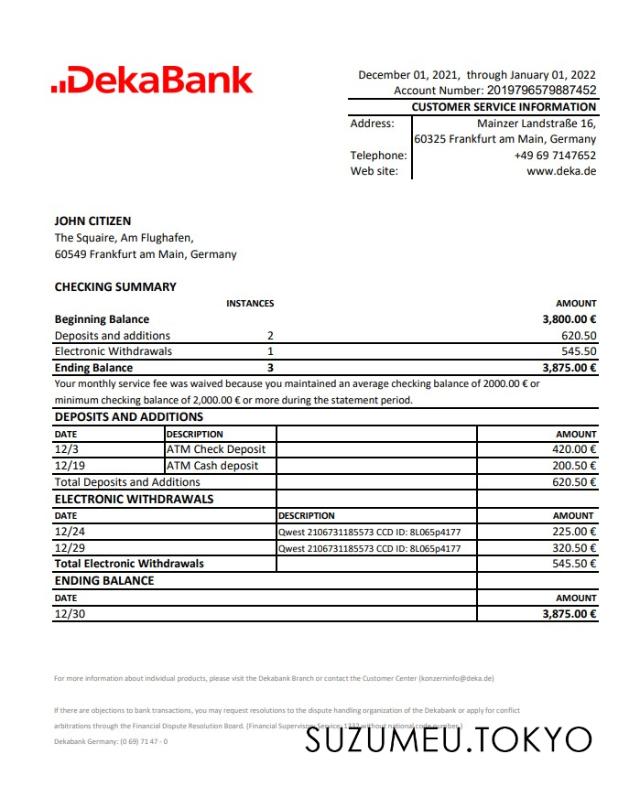 DekaBank
December 01, 2021,  through January 01, 2022
Account Number: 2019796579887452
CUSTOMER SERVICE INFORMATION
Address: Mainzer Landstraße 16,
60325 Frankfurt am Main, Germany
Telephone: +49 69 7147652
Web site: www.deka.de
JOHN CITIZEN
The Squaire, Am Flughafen,
60549 Frankfurt am Main, Germany
CHECKING SUMMARY
INSTANCES AMOUNT
Beginning Balance 3,800.00 €
Deposits and additions 2 620.50
Electronic Withdrawals 1 545.50
Ending Balance 3 3,875.00 €
Your monthly service fee was waived because you maintained an average checking balance of 2000.00 € or
minimum checking balance of 2,000.00 € or more during the statement period.
DEPOSITS AND ADDITIONS
DATE DESCRIPTION AMOUNT
12/3 ATM Check Deposit 420.00 €
12/19 ATM Cash deposit 200.50 €
Total Deposits and Additions 620.50 €
ELECTRONIC WITHDRAWALS
DATE DESCRIPTION AMOUNT
12/24 Qwest 2106731185573 CCD ID: 8L065p4177 225.00 €
12/29 Qwest 2106731185573 CCD ID: 8L065p4177 320.50 €
Total Electronic Withdrawals 545.50 €
ENDING BALANCE
DATE AMOUNT
12/30 3,875.00 €
For more information about individual products, please visit the Dekabank Branch or contact the Customer Center (konzerninfo@deka.de)
If there are objections to bank transactions, you may request resolutions to the dispute handling organization of the Dekabank or apply for conflict
arbitrations through the Financial Dispute Resolution Board. (Financial Supervisory Service: 1332 without national code number.)
Dekabank Germany: (0 69) 71 47 - 0
SUZUMEU.TOKYO